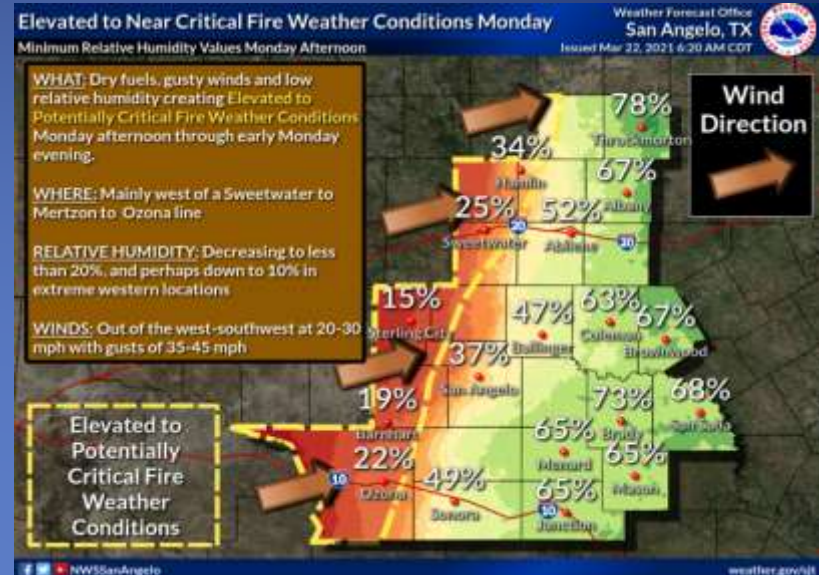 Elevated to Near Critical Fire Weather Conditions Monday
Minimum Relative Humidity Values Monday Afternoon
Weather Forecast Office
San Angelo, TX
Issued Mar 22, 2021 6:20 AM CDT
WHAT: Dry fuels, gusty winds and low
relative humidity creating Elevated to
Potentially Critical Fire Weather Conditions
Monday afternoon through early Monday
evening.
WHERE: Mainly west of a Sweetwater to
Mertzon to Ozona line
RELATIVE HUMIDITY: Decreasing to less
than 20%, and perhaps down to 10% in
extreme western locations
WINDS: Out of the west-southwest at 20-30
mph with gusts of 35-45 mph
Wind
Direction
78%
Throckmorton
34%
Hamlin
67%
Albany
25%
Sweetwater
20
52%
Abilene
20
15%
Sterling City
47%
Ballinger
63%
Coleman
67%
Brownwood
37%
San Angelo
19%
Barnhart
73%
Brady
68%
San Saba
65%
Menard
65%
Mason
10
22%
Ozona
49%
Sonora
65%
10
Junction
Elevated to
Potentially
Critical Fire
Weather
Conditions
NWSSanAngelo
weather.gov/sjt